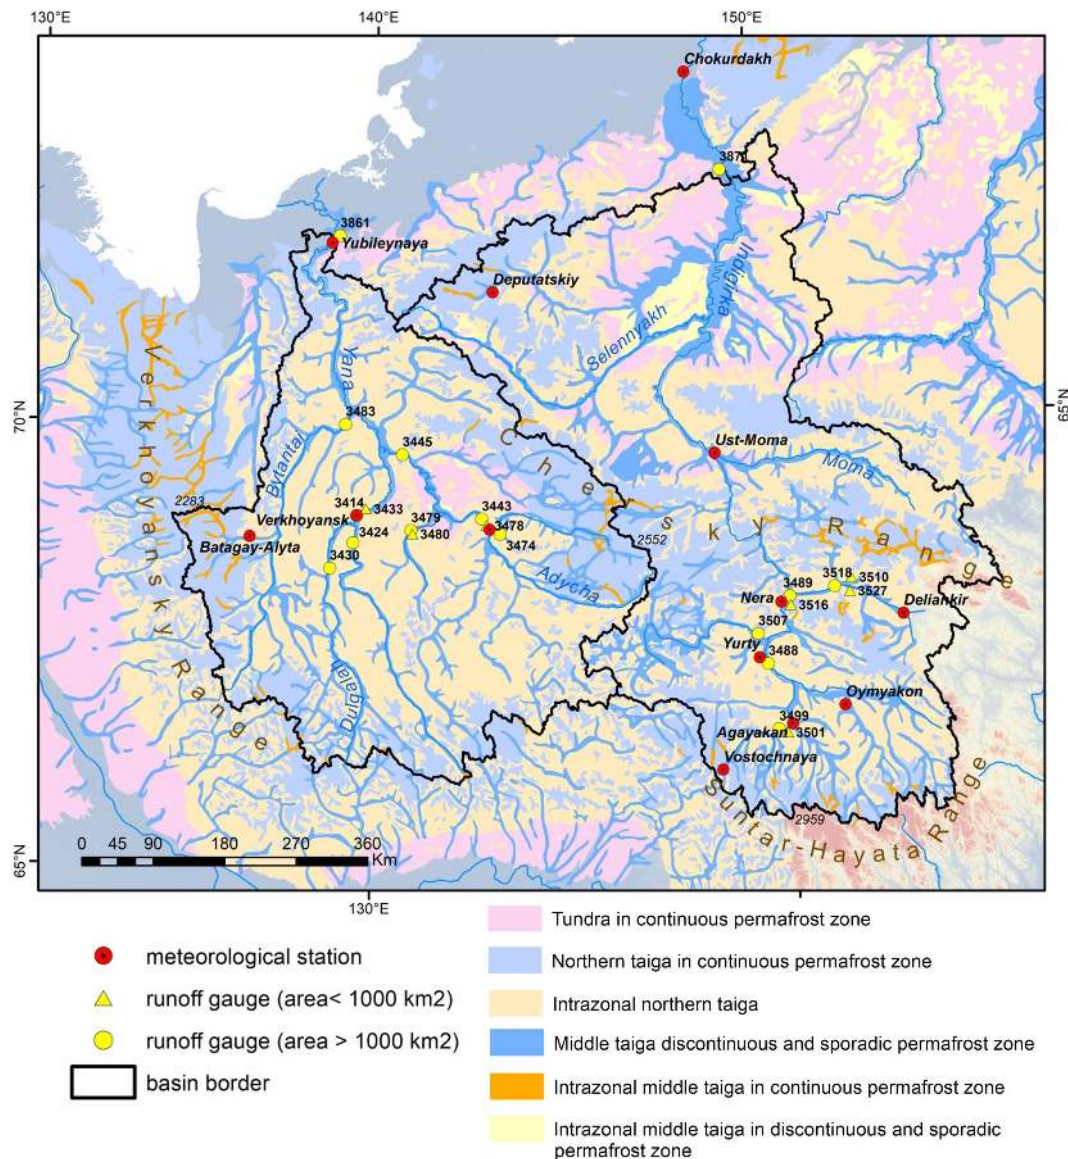 130°E 140°E 150°E
Chokurdakh
387
3861
Yubileynaya
Deputatskiy
Indigirka
Selennyakh
Verkhoyansky Range
Yana
70°N
65°N
3483
Bytantai
3445
Chersky Range
Ust-Moma
Moma
2283
3414
3433
Verkhoyansk
3424
3479
3480
3443
3478
3474
2552
Batagay-Alyta
3430
Adycha
3489
3518
3510
3527
Nera
3516
Deliankir
3507
Yurty
3488
Oymyakon
Dulgalah
3499
Agayakan
3501
Vostochnaya
Suntar-Hayata Range
2959
0 45 90 180 270 360
Km
65°N
130°E
meteorological station
runoff gauge (area< 1000 km2)
runoff gauge (area > 1000 km2)
basin border
Tundra in continuous permafrost zone
Northern taiga in continuous permafrost zone
Intrazonal northern taiga
Middle taiga discontinuous and sporadic permafrost zone
Intrazonal middle taiga in continuous permafrost zone
Intrazonal middle taiga in discontinuous and sporadic
permafrost zone